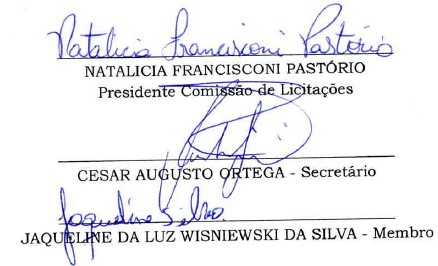 Natalicia Francisconi Pastório
NATALICIA FRANCISCONI PASTÓRIO
Presidente Comissão de Licitações
CESAR AUGUSTO ORTEGA - Secretário
Jaqueline Silva.
JAQUELINE DA LUZ WISNIEWSKI DA SILVA - Membro